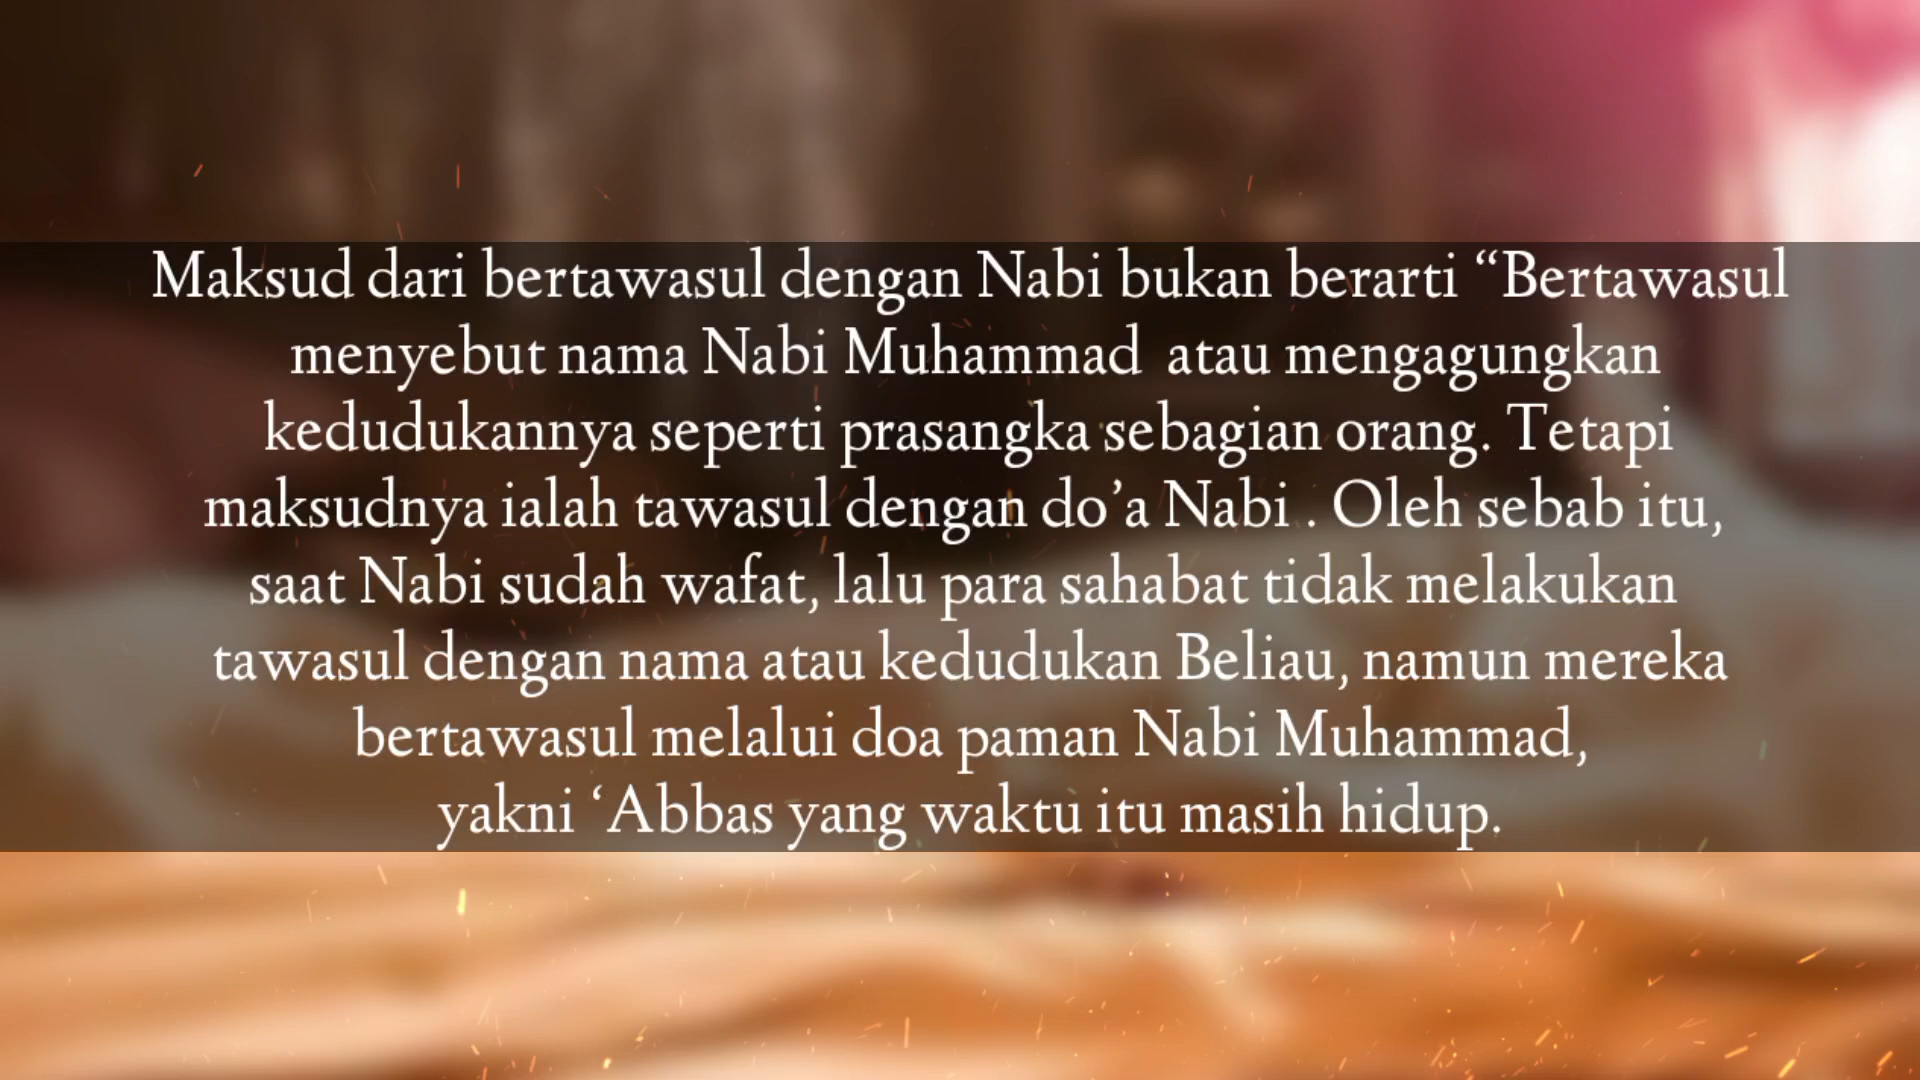 Maksud dari bertawasul dengan Nabi bukan berarti “Bertawasul
menyebut nama Nabi Muhammad  atau mengagungkan
kedudukannya seperti prasangka sebagian orang. Tetapi
maksudnya ialah tawasul dengan do’a Nabi . Oleh sebab itu,
saat Nabi sudah wafat, lalu para sahabat tidak melakukan
tawasul dengan nama atau kedudukan Beliau, namun mereka
bertawasul melalui doa paman Nabi Muhammad,
yakni ‘Abbas yang waktu itu masih hidup.